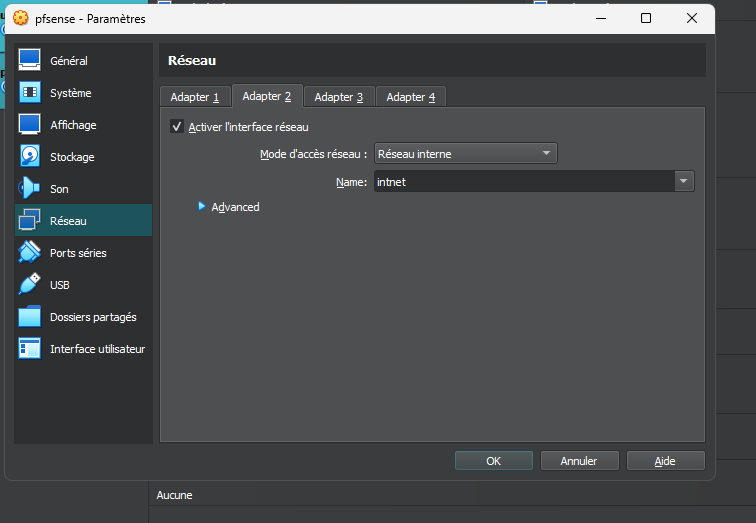 pfsense - Paramètres
Général
Système
Affichage
Stockage
Son
Réseau
Ports séries
USB
Dossiers partagés
Interface utilisateur
Réseau
Adapter 1 Adapter 2 Adapter 3 Adapter 4
Activer l'interface réseau
Mode d'accès réseau : Réseau interne
Name: intnet
Advanced
OK Annuler Aide
Aucune